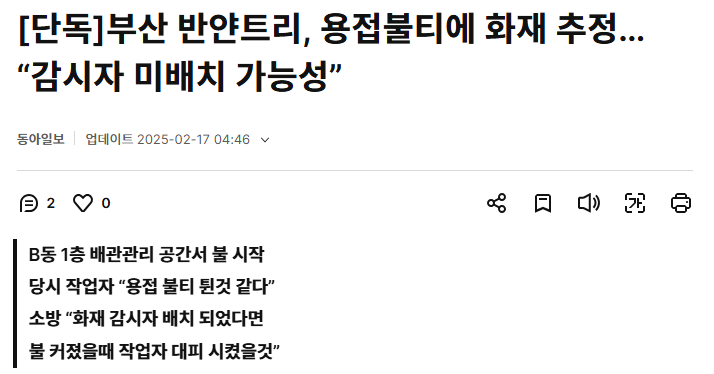 [단독]부산 반얀트리, 용접불티에 화재 추정…
“감시자 미배치 가능성”
동아일보 업데이트 2025-02-17 04:46
2 0
가
B동 1층 배관관리 공간서 불 시작
당시 작업자 “용접 불티 튄것 같다”
소방 “화재 감시자 배치 되었다면
불 커졌을때 작업자 대피 시켰을것”